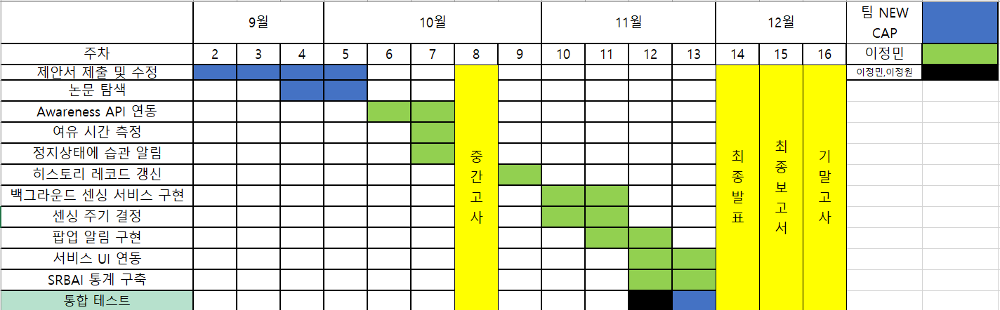 9월 10월 11월 12월 팀 NEW
CAP
주차 2 3 4 5 6 7 8 9 10 11 12 13 14 15 16 이정민
제안서 제출 및 수정 이정민,이정원
논문 탐색
Awareness API 연동
여유 시간 측정
정지상태에 습관 알림
히스토리 레코드 갱신
백그라운드 센싱 서비스 구현
센싱 주기 결정
팝업 알림 구현
서비스 UI 연동
SRBAI 통계 구축
통합 테스트
중간고사
최종발표
최종보고서
기말고사